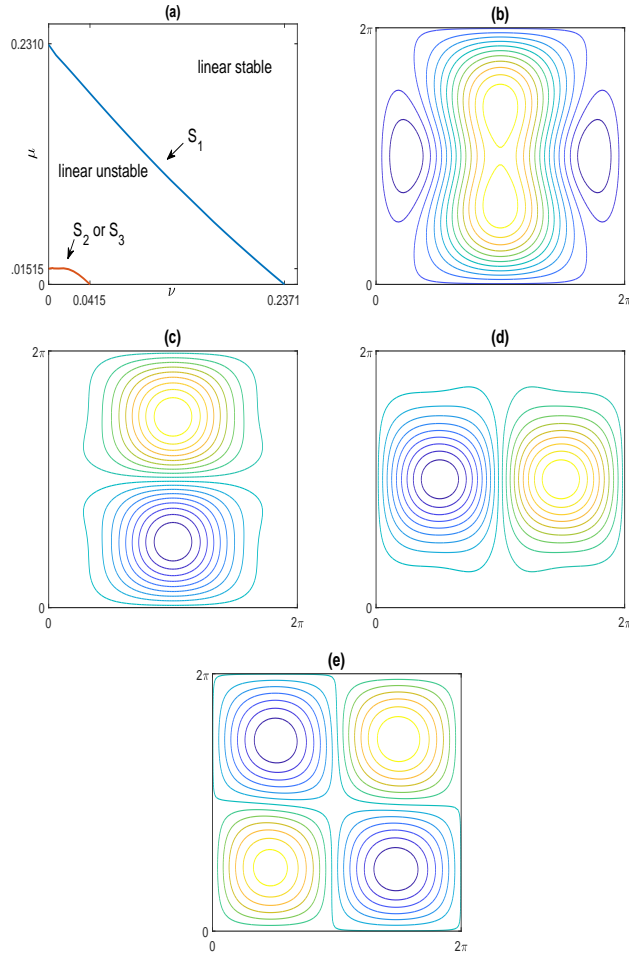 (a)
0.2310
linear stable
μ
S1
linear unstable
S2 or S3
.01515
0
0 0.0415 ν 0.2371
(b)
2π
0
0 2π
(c)
2π
0
0 2π
(d)
2π
0
0 2π
(e)
2π
0
0 2π